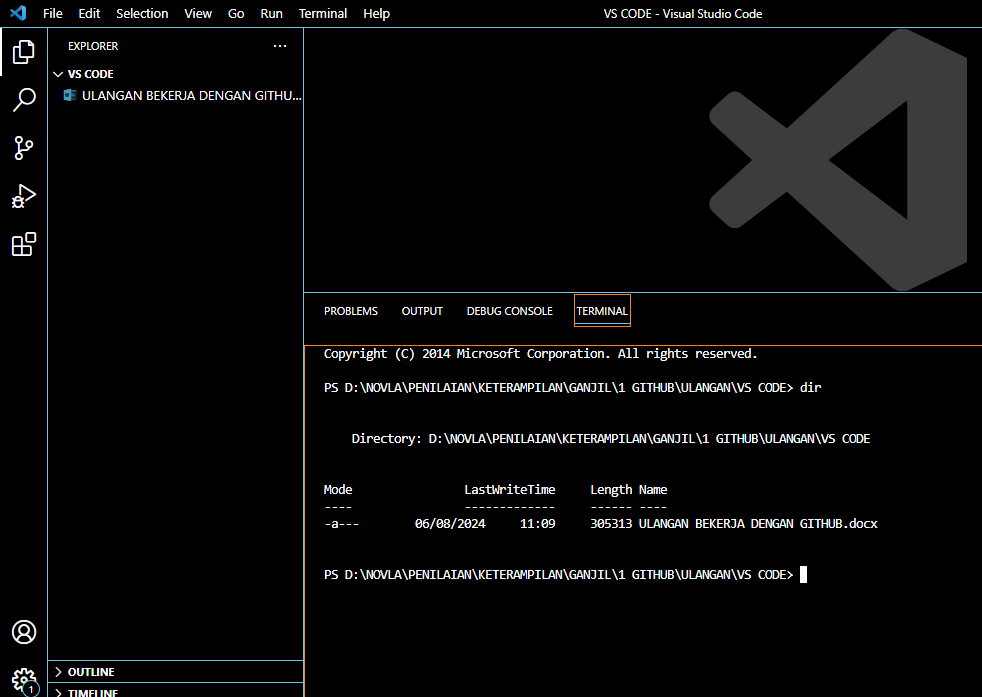 File Edit Selection View Go Run Terminal Help VS CODE - Visual Studio Code
EXPLORER ...
VS CODE
ULANGAN BEKERJA DENGAN GITHU...
PROBLEMS OUTPUT DEBUG CONSOLE TERMINAL
Copyright (C) 2014 Microsoft Corporation. All rights reserved.
PS D:\NOVLA\PENILAIAN\KETERAMPILAN\GANJIL\1 GITHUB\ULANGAN\VS CODE> dir
Directory: D:\NOVLA\PENILAIAN\KETERAMPILAN\GANJIL\1 GITHUB\ULANGAN\VS CODE
Mode LastWriteTime Length Name
---- ------------- ------ ----
-a--- 06/08/2024 11:09 305313 ULANGAN BEKERJA DENGAN GITHUB.docx
PS D:\NOVLA\PENILAIAN\KETERAMPILAN\GANJIL\1 GITHUB\ULANGAN\VS CODE>
OUTLINE
1
TIMELINE